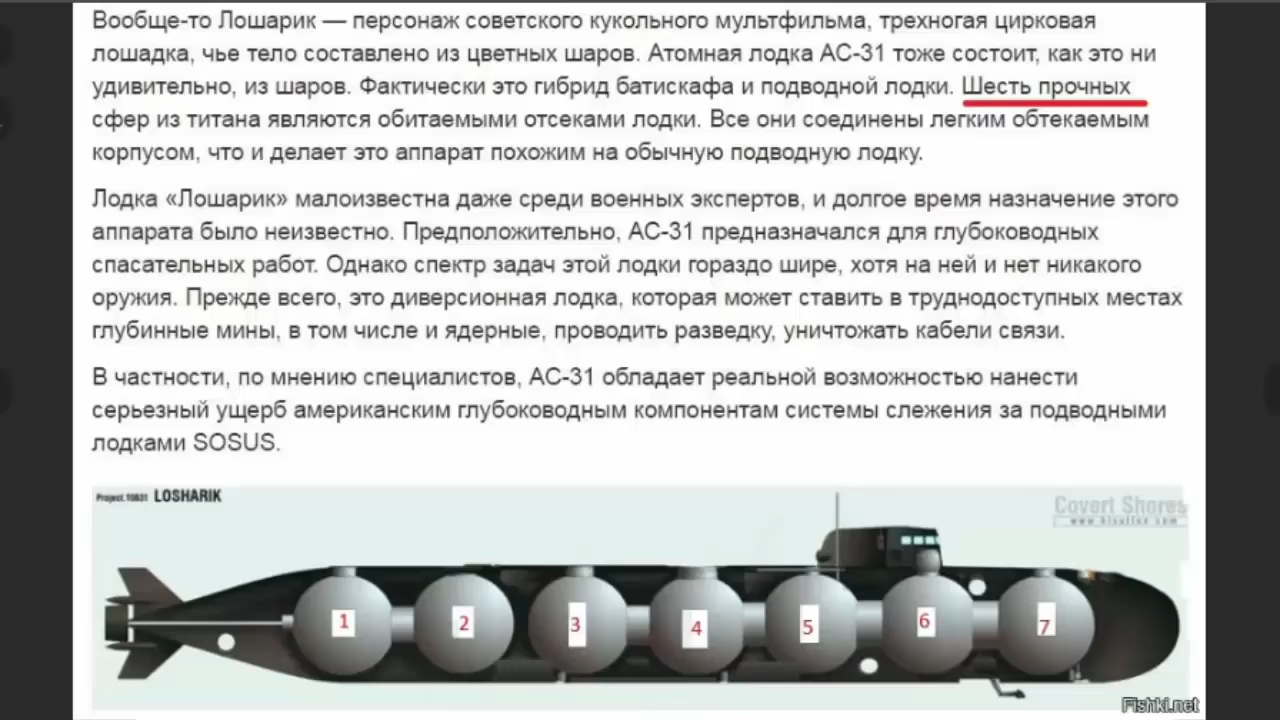 Вообще-то Лошарик — персонаж советского кукольного мультфильма, трехногая цирковая
лошадка, чье тело составлено из цветных шаров. Атомная лодка АС-31 тоже состоит, как это ни
удивительно, из шаров. Фактически это гибрид батискафа и подводной лодки. Шесть прочных
сфер из титана являются обитаемыми отсеками лодки. Все они соединены легким обтекаемым
корпусом, что и делает это аппарат похожим на обычную подводную лодку.
Лодка «Лошарик» малоизвестна даже среди военных экспертов, и долгое время назначение этого
аппарата было неизвестно. Предположительно, АС-31 предназначался для глубоководных
спасательных работ. Однако спектр задач этой лодки гораздо шире, хотя на ней и нет никакого
оружия. Прежде всего, это диверсионная лодка, которая может ставить в труднодоступных местах
глубинные мины, в том числе и ядерные, проводить разведку, уничтожать кабели связи.
В частности, по мнению специалистов, АС-31 обладает реальной возможностью нанести
серьезный ущерб американским глубоководным компонентам системы слежения за подводными
лодками SOSUS.
Project 10831 LOSHARIK
Covert Shores
www.hisutton.com
1 2 3 4 5 6 7
Fishki.net